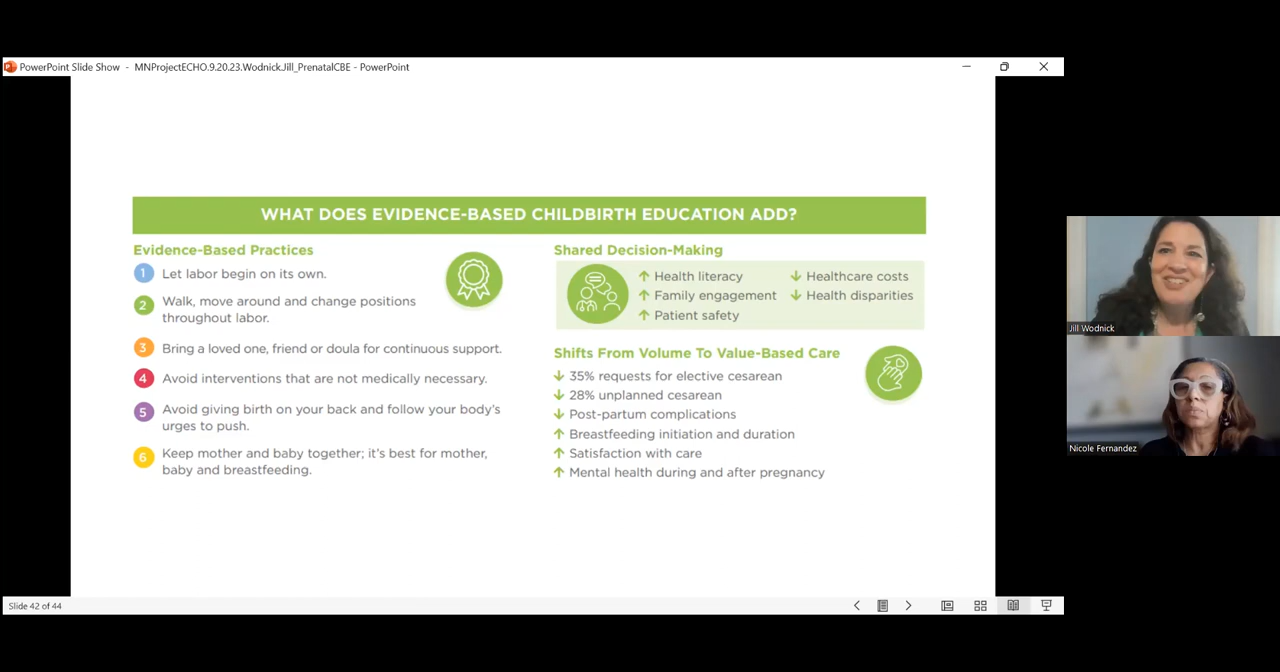 PowerPoint Slide Show - MNProjectECHO.9.20.23.Wodnick.Jill_PrenatalCBE - PowerPoint
WHAT DOES EVIDENCE-BASED CHILDBIRTH EDUCATION ADD?
Evidence-Based Practices
1 Let labor begin on its own.
2 Walk, move around and change positions
throughout labor.
3 Bring a loved one, friend or doula for continuous support.
4 Avoid interventions that are not medically necessary.
5 Avoid giving birth on your back and follow your body's
urges to push.
6 Keep mother and baby together; it's best for mother,
baby and breastfeeding.
Shared Decision-Making
↑ Health literacy ↓ Healthcare costs
↑ Family engagement ↓ Health disparities
↑ Patient safety
Shifts From Volume To Value-Based Care
↓ 35% requests for elective cesarean
↓ 28% unplanned cesarean
↓ Post-partum complications
↑ Breastfeeding initiation and duration
↑ Satisfaction with care
↑ Mental health during and after pregnancy
Jill Wodnick
Nicole Fernandez
Slide 42 of 44